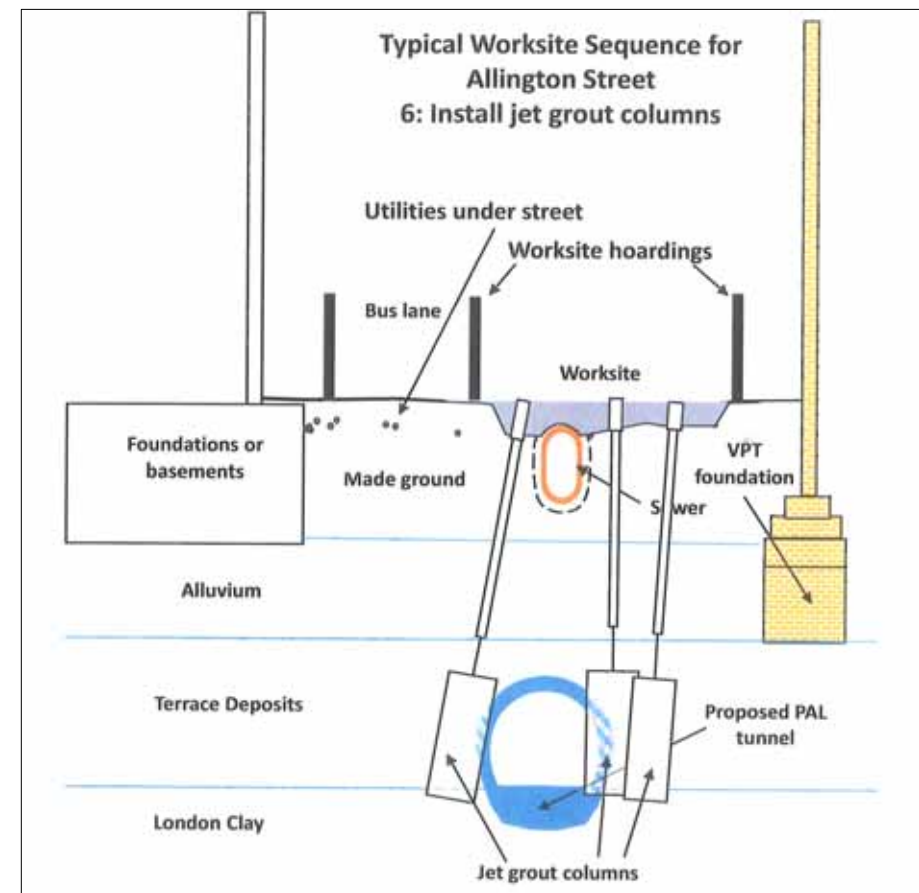 Typical Worksite Sequence for
Allington Street
6: Install jet grout columns
Utilities under street
Worksite hoardings
Bus lane
Worksite
Foundations or
basements
Made ground
VPT
foundation
Sewer
Alluvium
Terrace Deposits
Proposed PAL
tunnel
London Clay
Jet grout columns